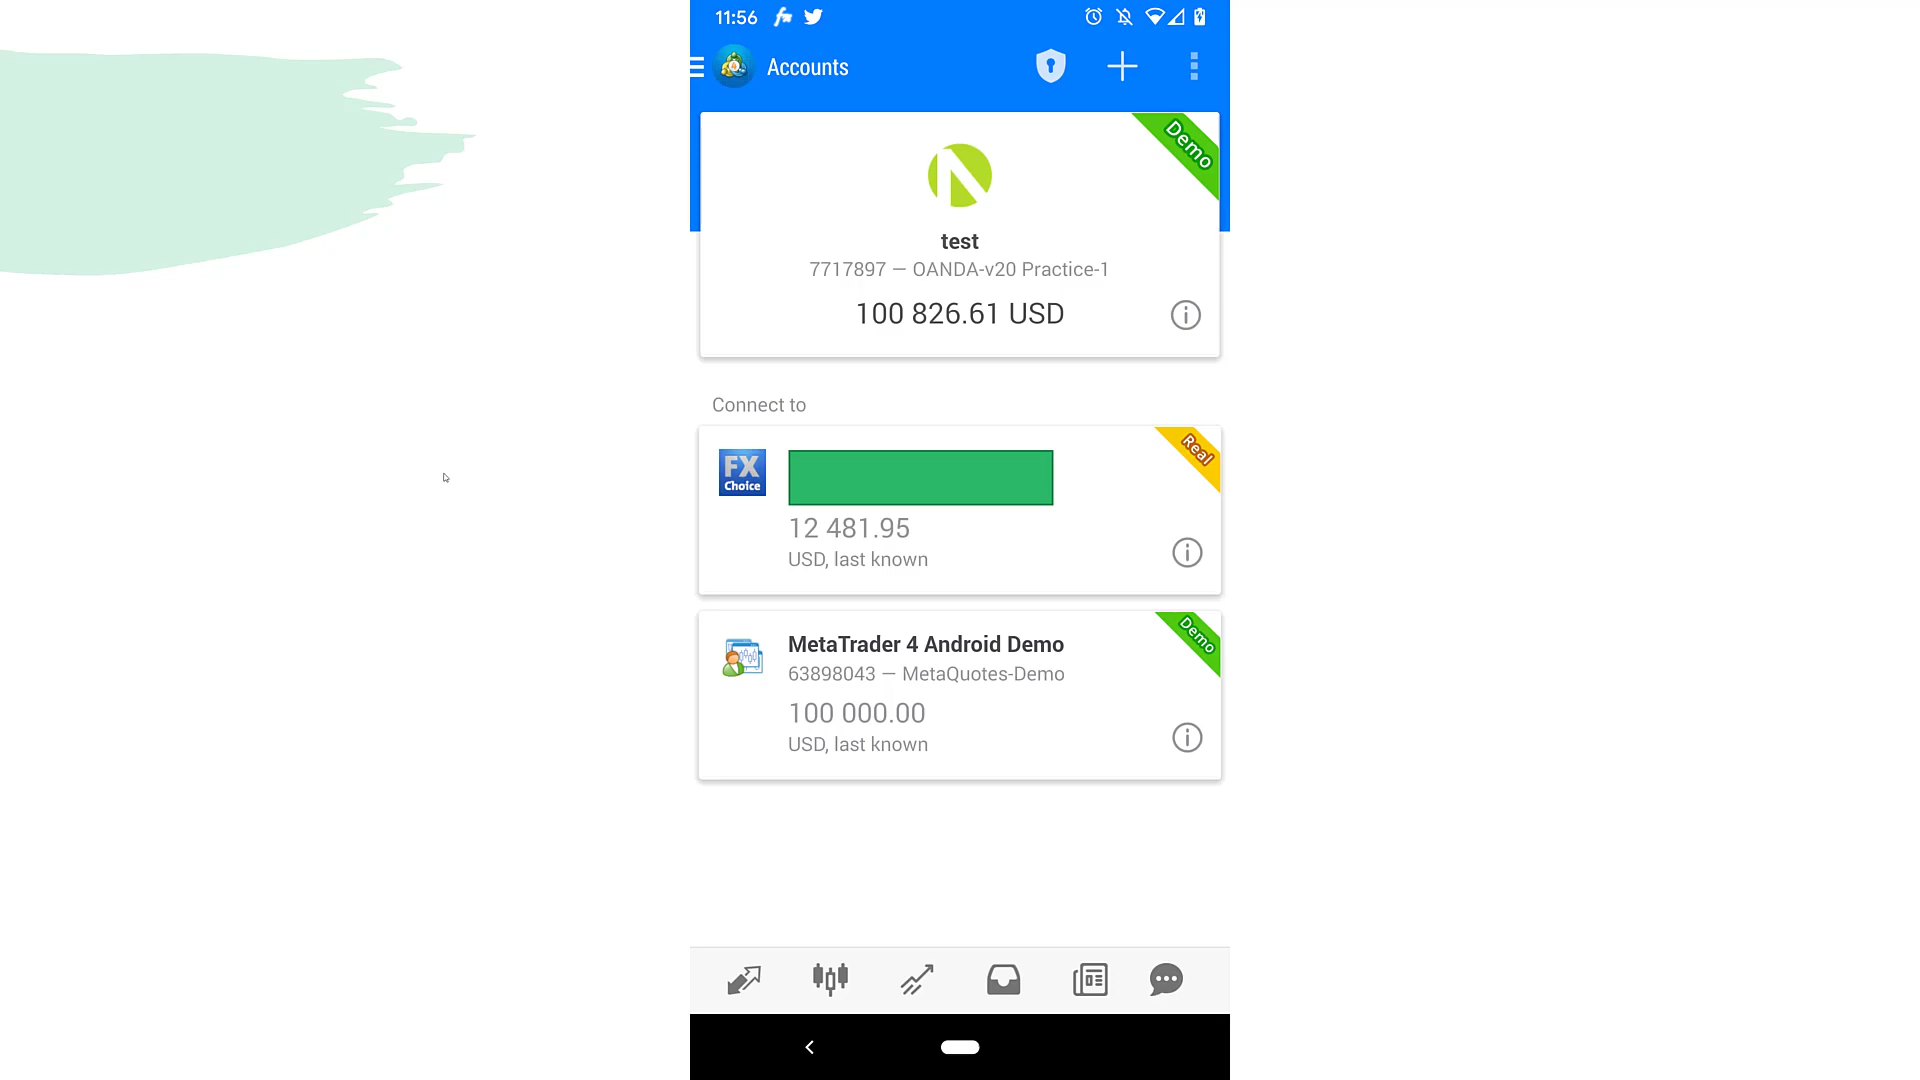 11:56
Accounts
Demo
test
7717897 — OANDA-v20 Practice-1
100 826.61 USD
Connect to
Real
FX
Choice
12 481.95
USD, last known
Demo
MetaTrader 4 Android Demo
63898043 — MetaQuotes-Demo
100 000.00
USD, last known